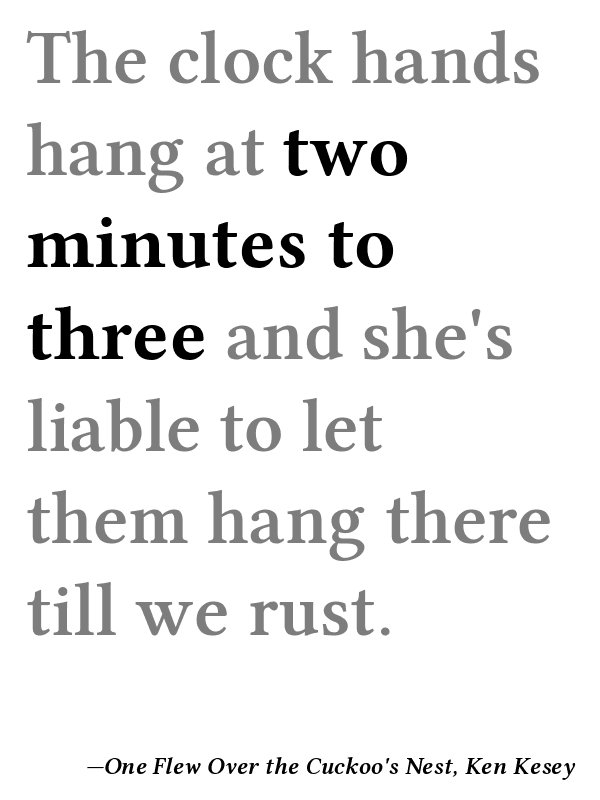 The clock hands
hang at two
minutes to
three and she's
liable to let
them hang there
till we rust.
—One Flew Over the Cuckoo's Nest, Ken Kesey